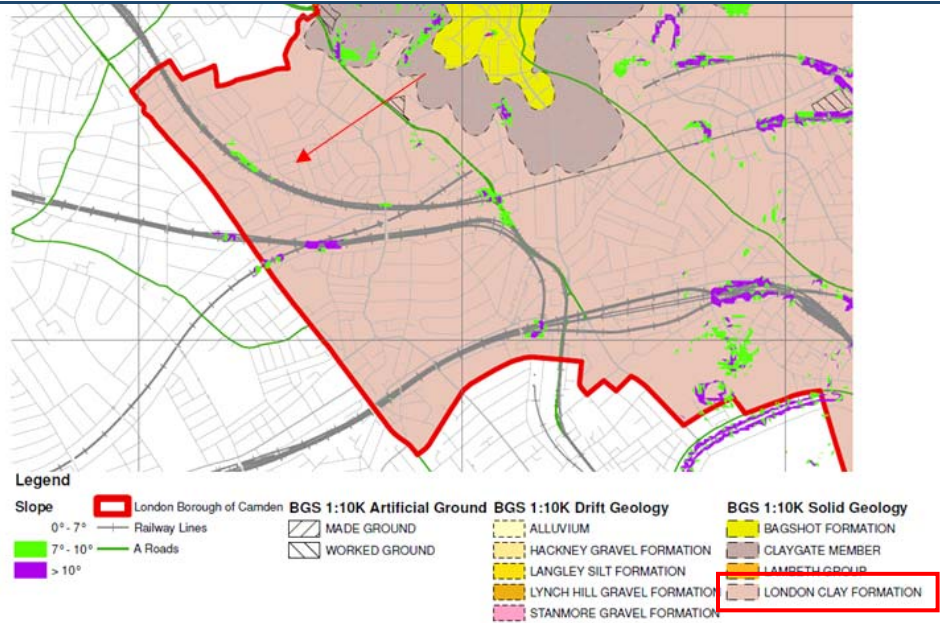 Legend
Slope
0° - 7°
7° - 10°
> 10°
London Borough of Camden
Railway Lines
A Roads
BGS 1:10K Artificial Ground
MADE GROUND
WORKED GROUND
BGS 1:10K Drift Geology
ALLUVIUM
HACKNEY GRAVEL FORMATION
LANGLEY SILT FORMATION
LYNCH HILL GRAVEL FORMATION
STANMORE GRAVEL FORMATION
BGS 1:10K Solid Geology
BAGSHOT FORMATION
CLAYGATE MEMBER
LAMBETH GROUP
LONDON CLAY FORMATION